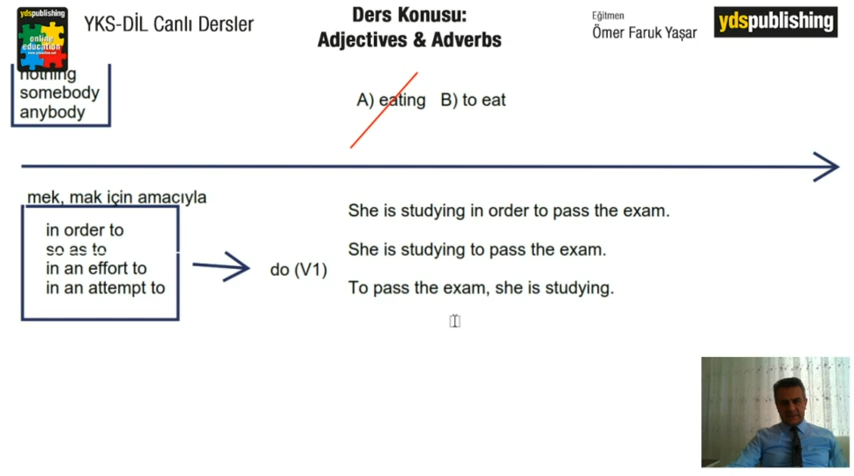 ydspublishing
online
education
YKS-DİL Canlı Dersler
Ders Konusu:
Adjectives & Adverbs
Eğitmen
Ömer Faruk Yaşar
ydspublishing
nothing
somebody
anybody
A) eating B) to eat
mek, mak için amacıyla
in order to
so as to
in an effort to
in an attempt to
do (V1)
She is studying in order to pass the exam.
She is studying to pass the exam.
To pass the exam, she is studying.